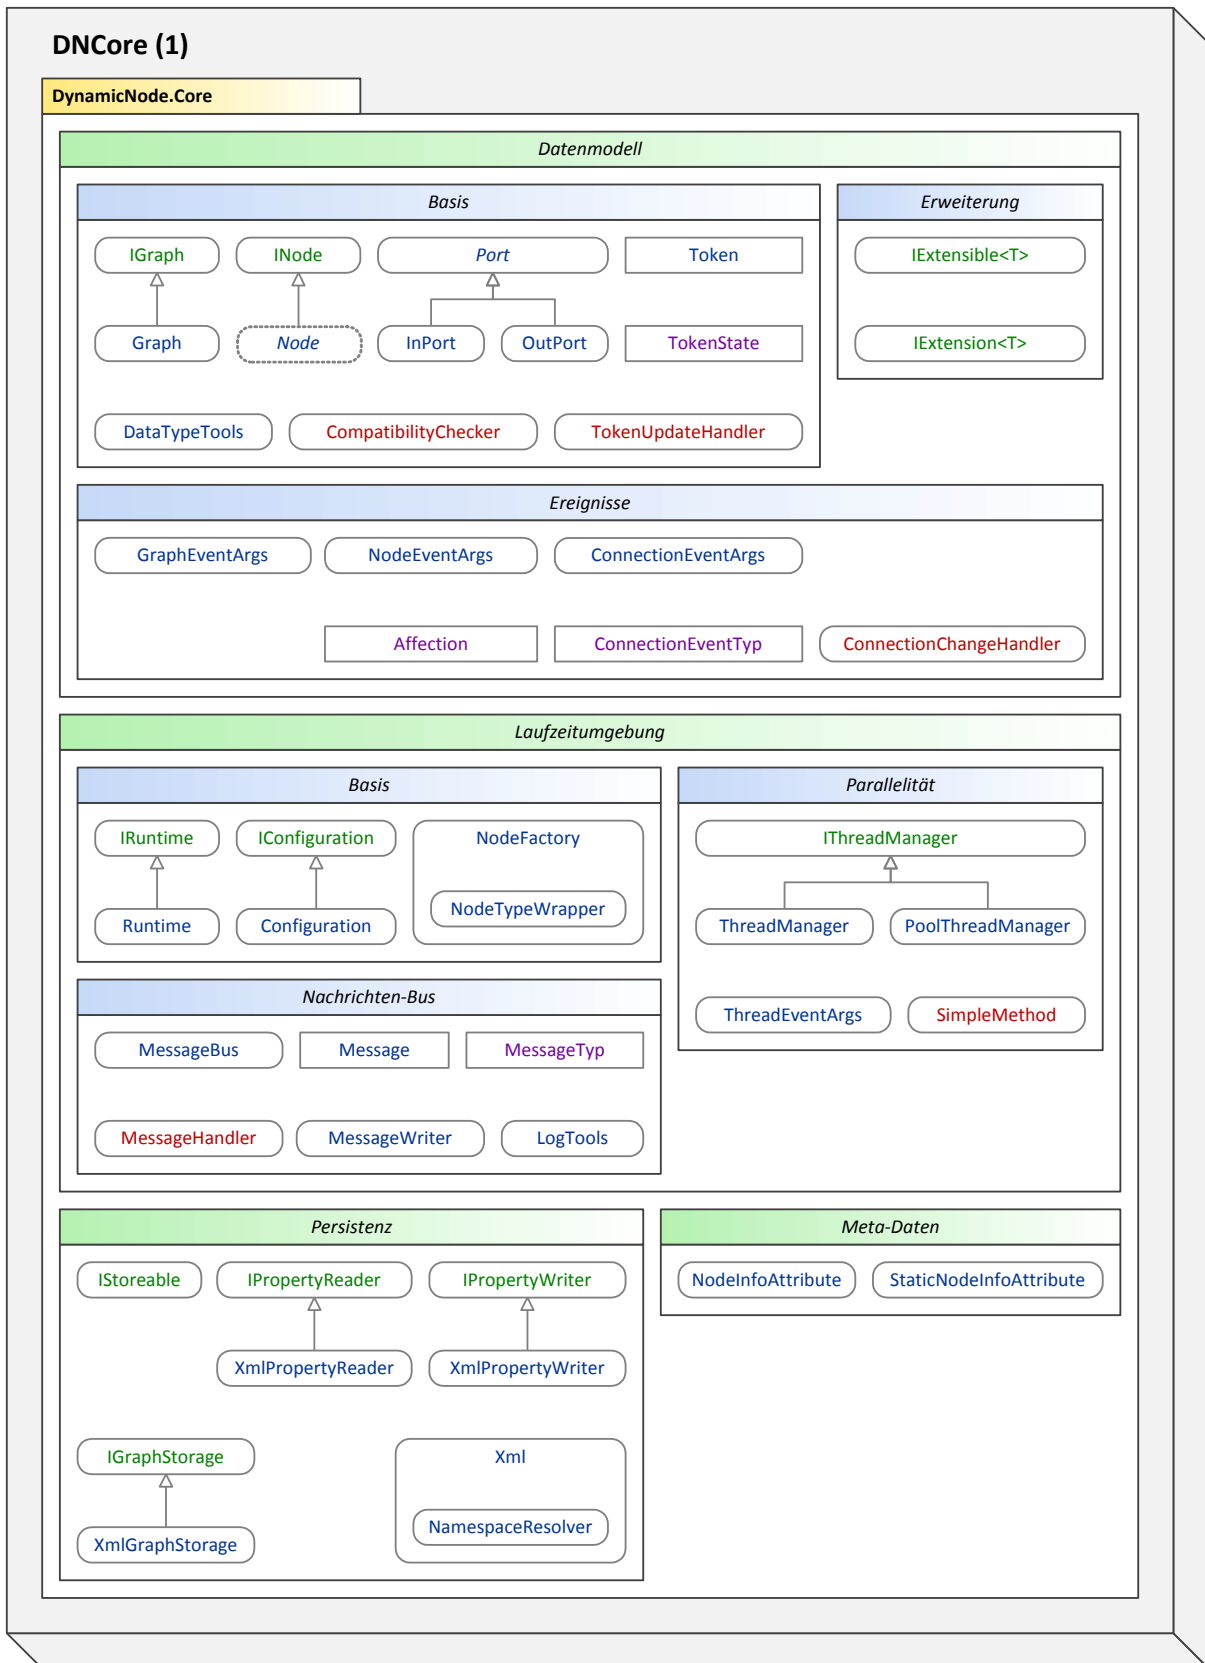 DNCore (1)
DynamicNode.Core
Datenmodell
Basis
IGraph
INode
Port
Token
Graph
Node
InPort
OutPort
TokenState
DataTypeTools
CompatibilityChecker
TokenUpdateHandler
Erweiterung
IExtensible<T>
IExtension<T>
Ereignisse
GraphEventArgs
NodeEventArgs
ConnectionEventArgs
Affection
ConnectionEventTyp
ConnectionChangeHandler
Laufzeitumgebung
Basis
IRuntime
IConfiguration
NodeFactory
NodeTypeWrapper
Runtime
Configuration
Parallelität
IThreadManager
ThreadManager
PoolThreadManager
ThreadEventArgs
SimpleMethod
Nachrichten-Bus
MessageBus
Message
MessageTyp
MessageHandler
MessageWriter
LogTools
Persistenz
IStoreable
IPropertyReader
IPropertyWriter
XmlPropertyReader
XmlPropertyWriter
IGraphStorage
Xml
NamespaceResolver
XmlGraphStorage
Meta-Daten
NodeInfoAttribute
StaticNodeInfoAttribute